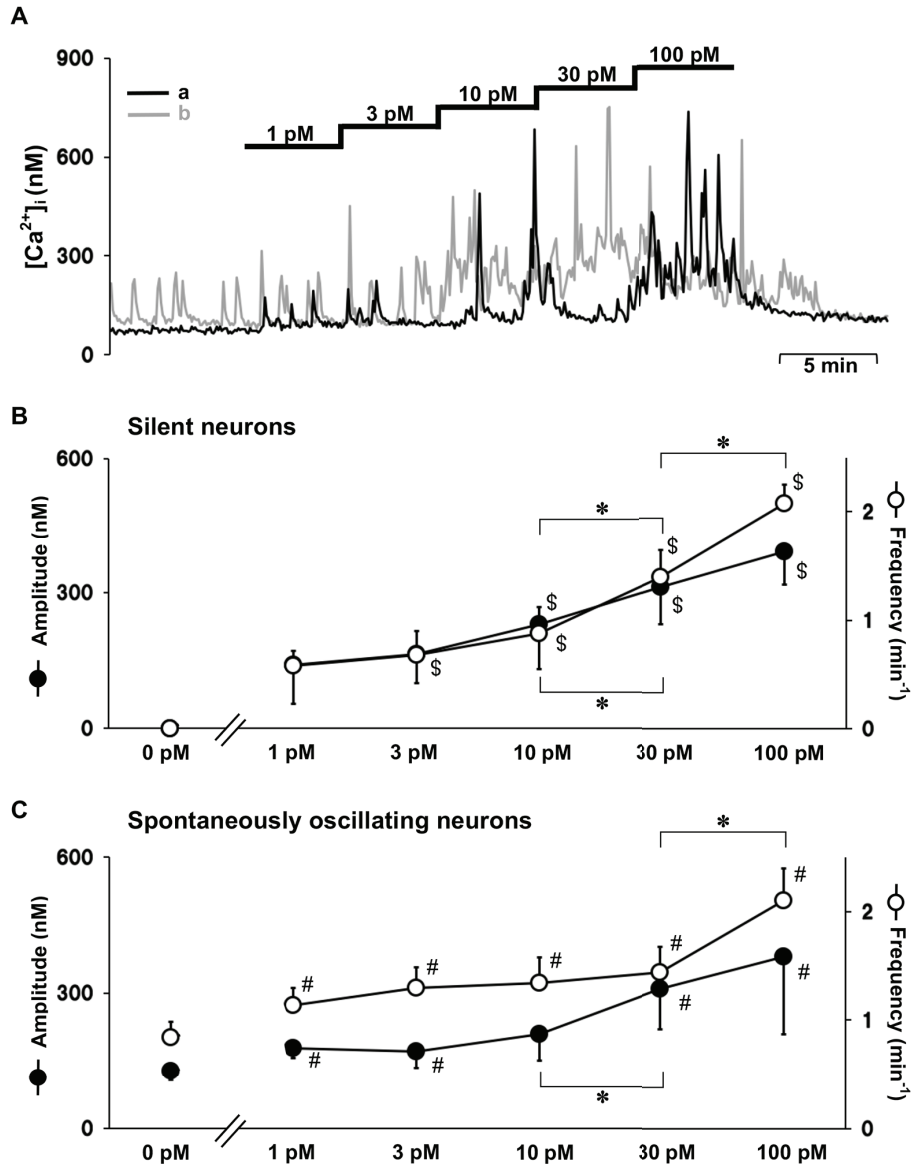 A
900
600
300
0
[Ca2+]i (nM)
a
b
1 pM
3 pM
10 pM
30 pM
100 pM
5 min
B
Silent neurons
600
300
0
Amplitude (nM)
2
1
0
Frequency (min-1)
*
*
*
$
$
$
$
$
$
$
0 pM
1 pM
3 pM
10 pM
30 pM
100 pM
C
Spontaneously oscillating neurons
600
300
0
Amplitude (nM)
2
1
0
Frequency (min-1)
*
*
#
#
#
#
#
#
#
#
#
0 pM
1 pM
3 pM
10 pM
30 pM
100 pM